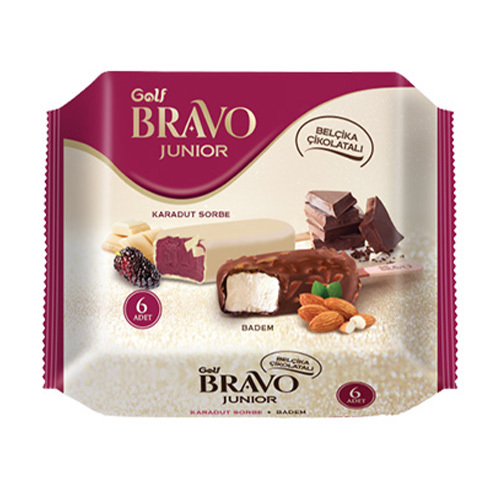 Golf
BRAVO
JUNIOR
BELÇİKA
ÇİKOLATALI
KARADUT SORBE
6
ADET
BADEM
BRAVO
Golf
BELÇİKA
ÇİKOLATALI
BRAVO
JUNIOR
KARADUT SORBE • BADEM
6
ADET